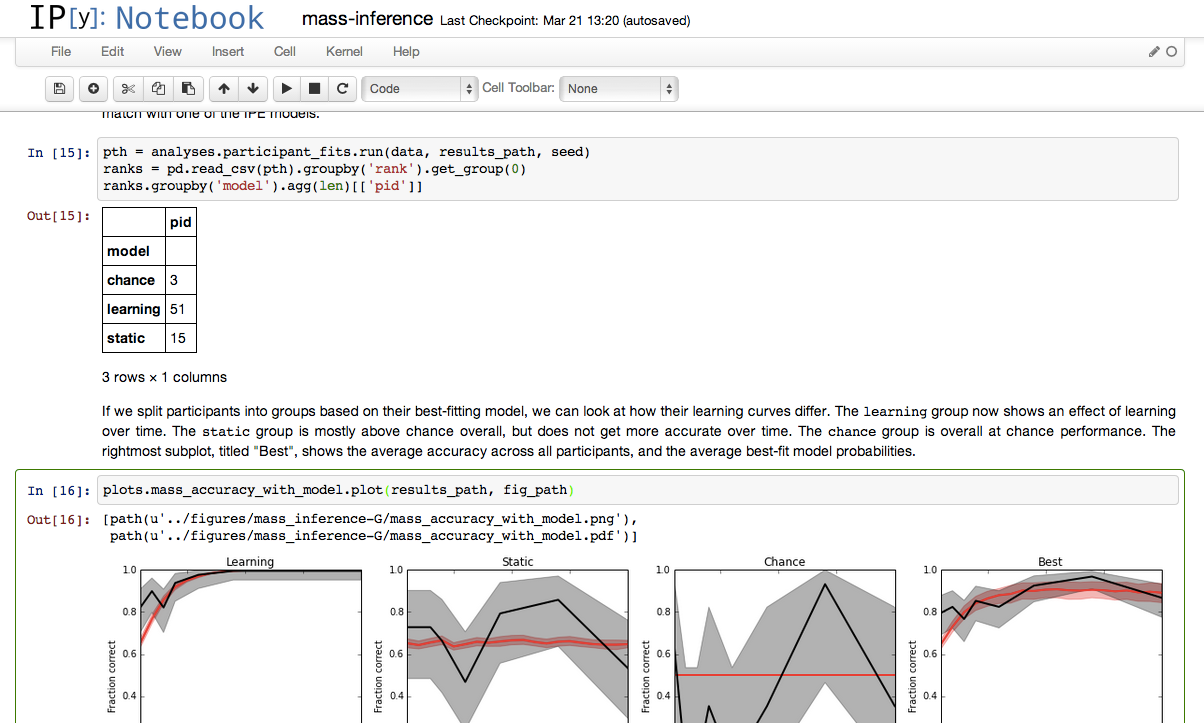 IP[y]: Notebook mass-inference Last Checkpoint: Mar 21 13:20 (autosaved)
File Edit View Insert Cell Kernel Help
Code Cell Toolbar: None
match with one of the IPE models.
In [15]: pth = analyses.participant_fits.run(data, results_path, seed)
ranks = pd.read_csv(pth).groupby('rank').get_group(0)
ranks.groupby('model').agg(len)[['pid']]
Out[15]:
pid
model
chance 3
learning 51
static 15
3 rows × 1 columns
If we split participants into groups based on their best-fitting model, we can look at how their learning curves differ. The learning group now shows an effect of learning
over time. The static group is mostly above chance overall, but does not get more accurate over time. The chance group is overall at chance performance. The
rightmost subplot, titled "Best", shows the average accuracy across all participants, and the average best-fit model probabilities.
In [16]: plots.mass_accuracy_with_model.plot(results_path, fig_path)
Out[16]: [path(u'../figures/mass_inference-G/mass_accuracy_with_model.png'),
path(u'../figures/mass_inference-G/mass_accuracy_with_model.pdf')]
Learning Static Chance Best
1.0 1.0 1.0 1.0
0.8 0.8 0.8 0.8
0.6 0.6 0.6 0.6
0.4 0.4 0.4 0.4
Fraction correct Fraction correct Fraction correct Fraction correct